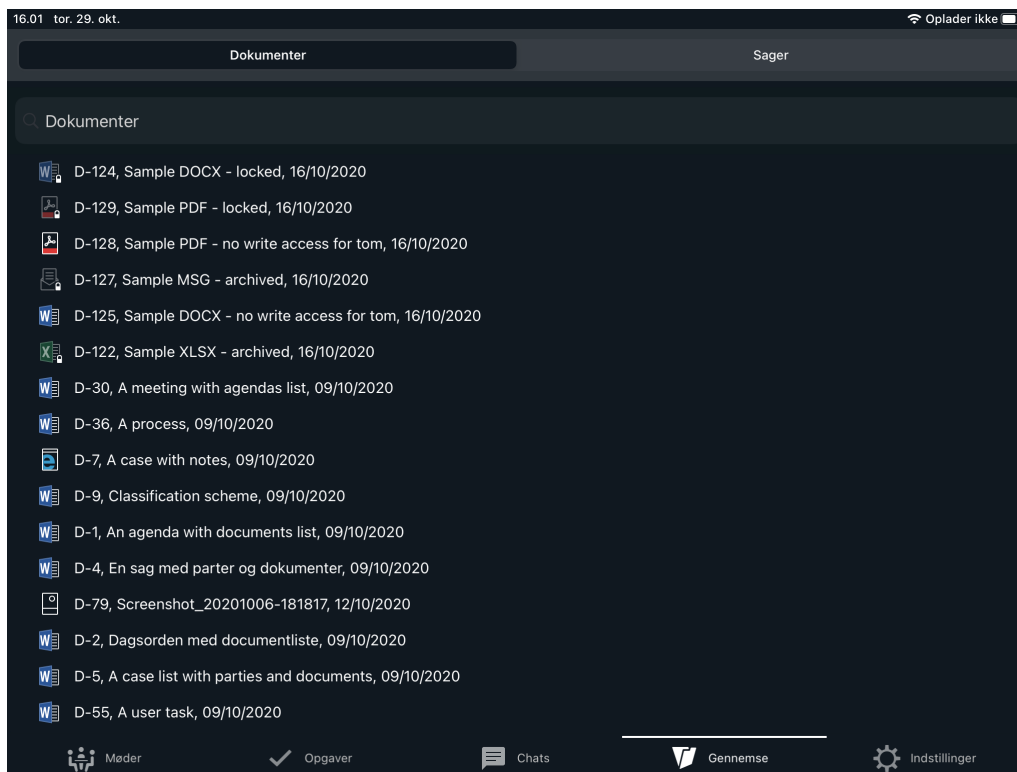 16.01 tor. 29. okt. Oplader ikke
Dokumenter Sager
Dokumenter
D-124, Sample DOCX - locked, 16/10/2020
D-129, Sample PDF - locked, 16/10/2020
D-128, Sample PDF - no write access for tom, 16/10/2020
D-127, Sample MSG - archived, 16/10/2020
D-125, Sample DOCX - no write access for tom, 16/10/2020
D-122, Sample XLSX - archived, 16/10/2020
D-30, A meeting with agendas list, 09/10/2020
D-36, A process, 09/10/2020
D-7, A case with notes, 09/10/2020
D-9, Classification scheme, 09/10/2020
D-1, An agenda with documents list, 09/10/2020
D-4, En sag med parter og dokumenter, 09/10/2020
D-79, Screenshot_20201006-181817, 12/10/2020
D-2, Dagsorden med documentliste, 09/10/2020
D-5, A case list with parties and documents, 09/10/2020
D-55, A user task, 09/10/2020
Møder Opgaver Chats Gennemse Indstillinger